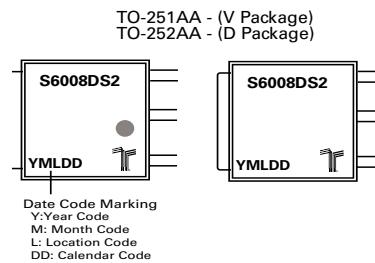 TO-251AA - (V Package)
TO-252AA - (D Package)
S6008DS2
YMLDD
S6008DS2
YMLDD
Date Code Marking
Y:Year Code
M: Month Code
L: Location Code
DD: Calendar Code